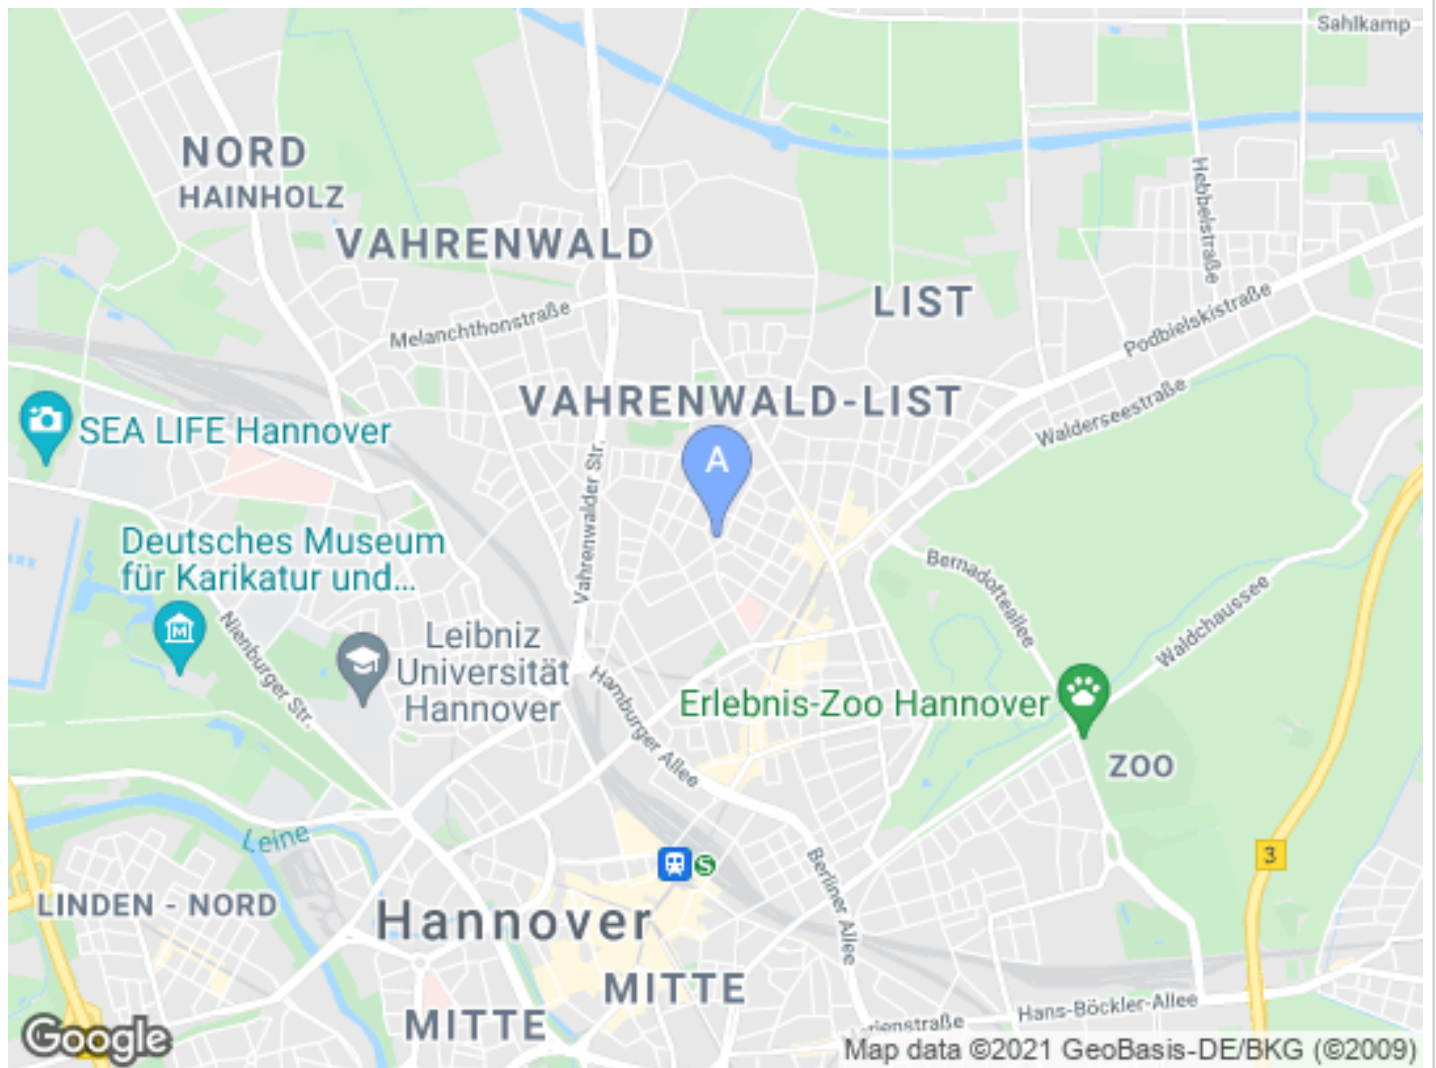 Sahlkamp
NORD
HAINHOLZ
Hebbelstraße
VAHRENWALD
LIST
Podbielskistraße
Melanchthonstraße
VAHRENWALD-LIST
Walderseestraße
SEA LIFE Hannover
A
Vahrenwalder Str.
Deutsches Museum
für Karikatur und...
Bernadotteallee
Waldchaussee
Nienburger Str.
Leibniz
Universität
Hannover
Hamburger Allee
Erlebnis-Zoo Hannover
ZOO
Leine
3
S
Berliner Allee
LINDEN - NORD
Hannover
MITTE
MITTE
Hans-Böckler-Allee
Google
Map data ©2021 GeoBasis-DE/BKG (©2009)